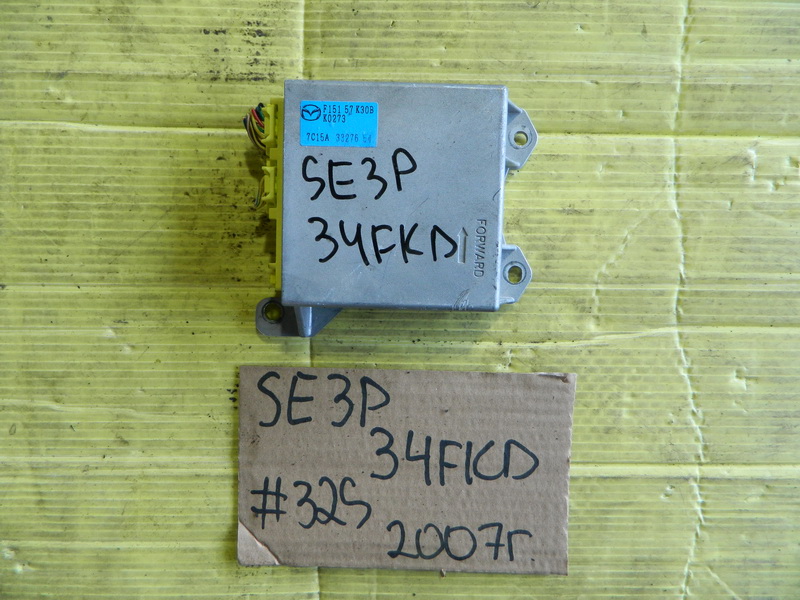 F151 57 K30B
K0273
7C15A 33276
SE3P
34FKD
FORWARD
SE3P
34FKD
#325
2007г